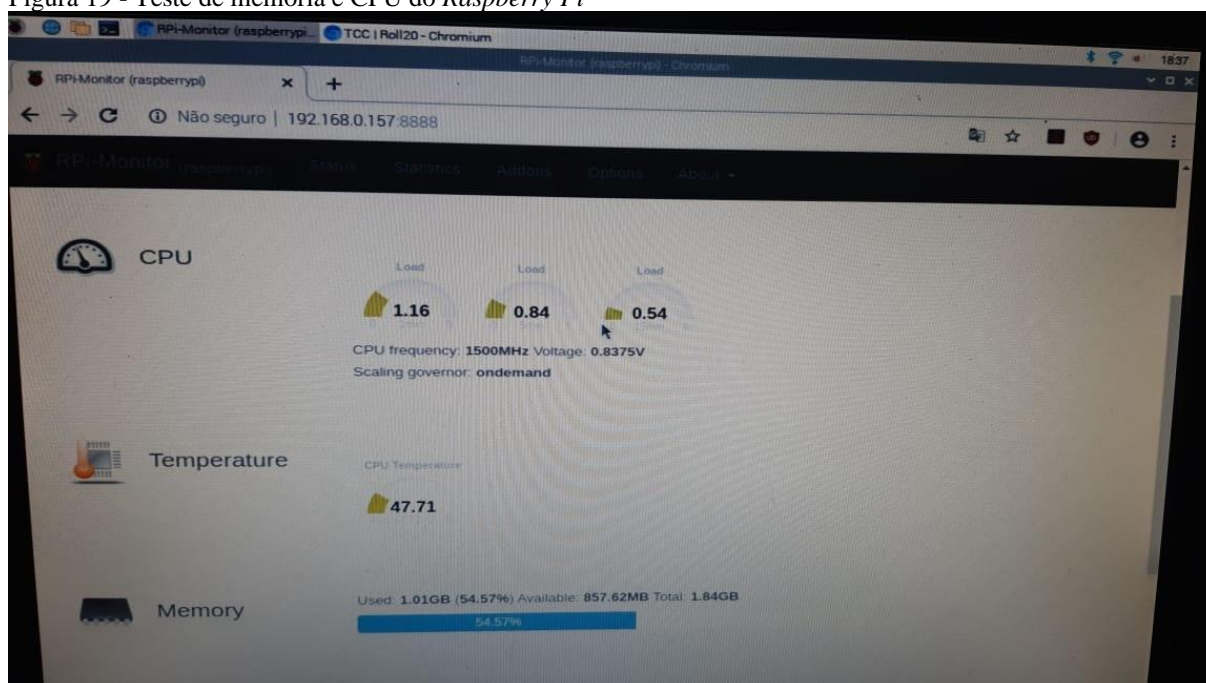 Figura 19 - Teste de memória e CPU do Raspberry Pi
RPi-Monitor (raspberrypi... TCC | Roll20 - Chromium
RPi-Monitor (raspberrypi) - Chromium
18:37
RPi-Monitor (raspberrypi)
Não seguro | 192.168.0.157:8888
RPi-Monitor (raspberrypi) Status Statistics Addons Options About
CPU
Load Load Load
1.16 0.84 0.54
CPU frequency: 1500MHz Voltage: 0.8375V
Scaling governor: ondemand
Temperature
CPU Temperature
47.71
Memory
Used: 1.01GB (54.57%) Available: 857.62MB Total: 1.84GB
54.57%